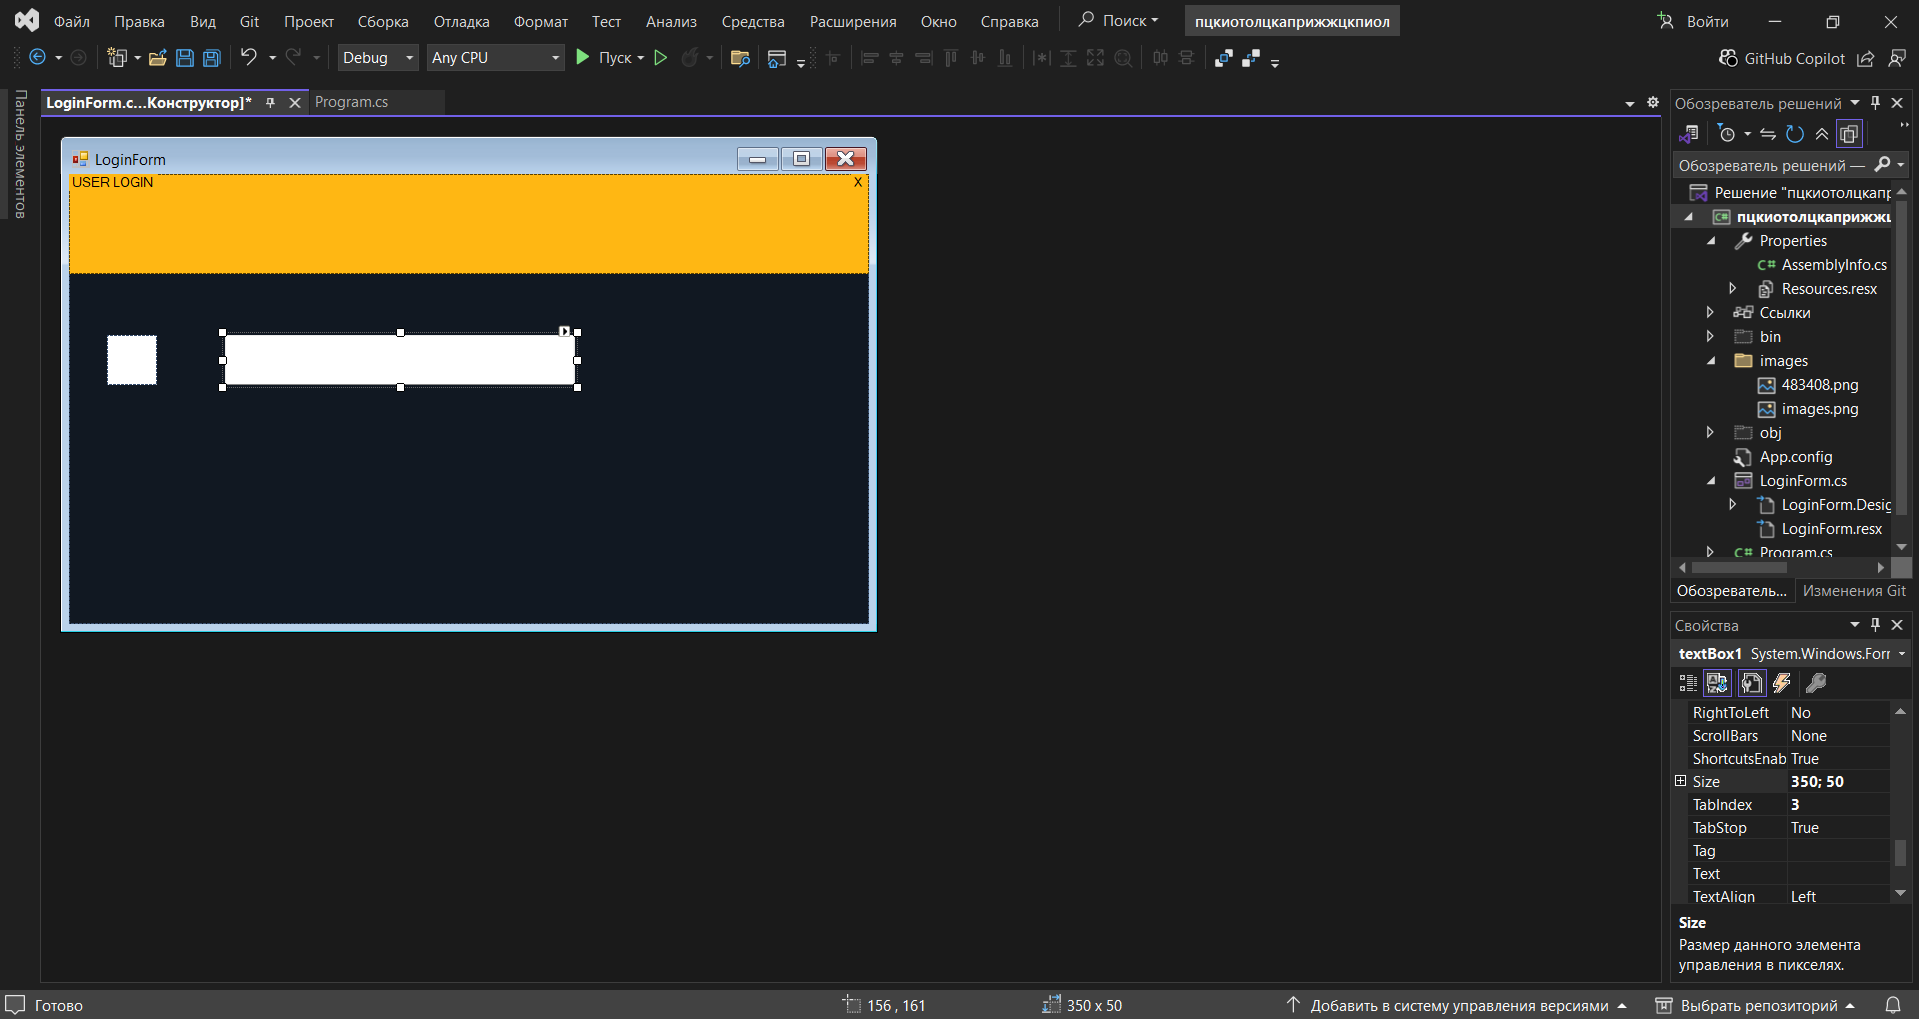 Файл Правка Вид Git Проект Сборка Отладка Формат Тест Анализ Средства Расширения Окно Справка Поиск пцкиотолцкаприжжцкпиол Войти
Debug Any CPU Пуск GitHub Copilot
Панель элементов
LoginForm.c...Конструктор]* Program.cs
LoginForm
USER LOGIN X
Обозреватель решений
Обозреватель решений —
Решение "пцкиотолцкапр
пцкиотолцкаприжжц
Properties
C# AssemblyInfo.cs
Resources.resx
Ссылки
bin
images
483408.png
images.png
obj
App.config
LoginForm.cs
LoginForm.Desig
LoginForm.resx
C# Program.cs
Обозреватель... Изменения Git
Свойства
textBox1 System.Windows.For
RightToLeft No
ScrollBars None
ShortcutsEnab True
Size 350; 50
TabIndex 3
TabStop True
Tag
Text
TextAlign Left
Size
Размер данного элемента
управления в пикселях.
Готово 156 , 161 350 x 50 Добавить в систему управления версиями Выбрать репозиторий